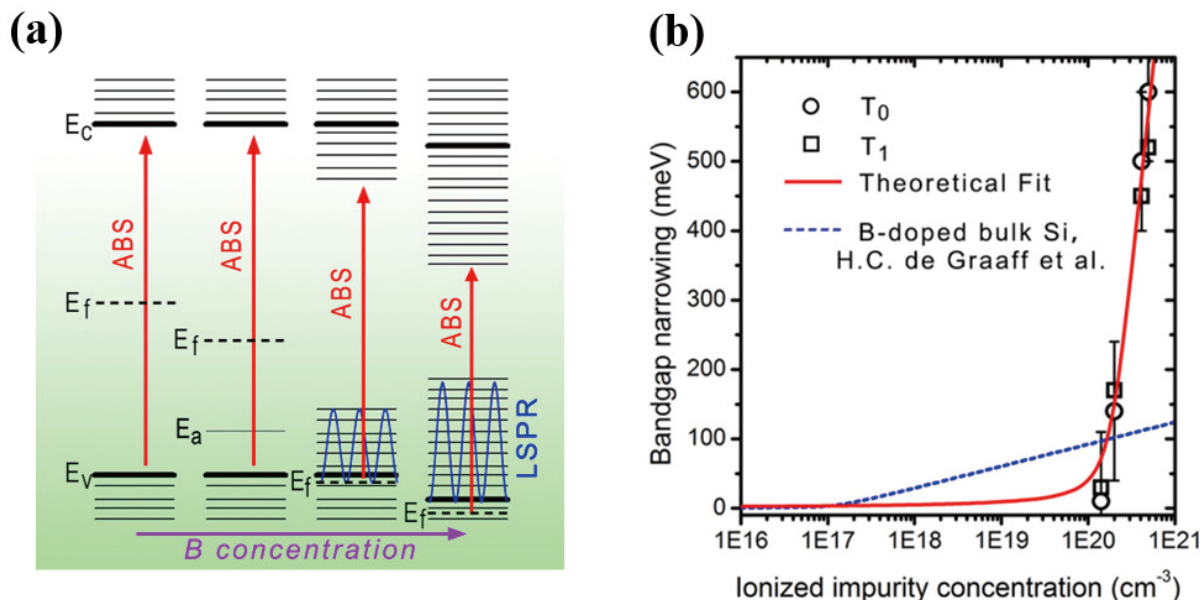 (a)
E_C
E_f
E_V
ABS
ABS
E_f
E_a
ABS
E_f
ABS
LSPR
E_f
B concentration
(b)
Bandgap narrowing (meV)
600
500
400
300
200
100
0
T_0
T_1
Theoretical Fit
B-doped bulk Si,
H.C. de Graaff et al.
1E16 1E17 1E18 1E19 1E20 1E21
Ionized impurity concentration (cm⁻³)